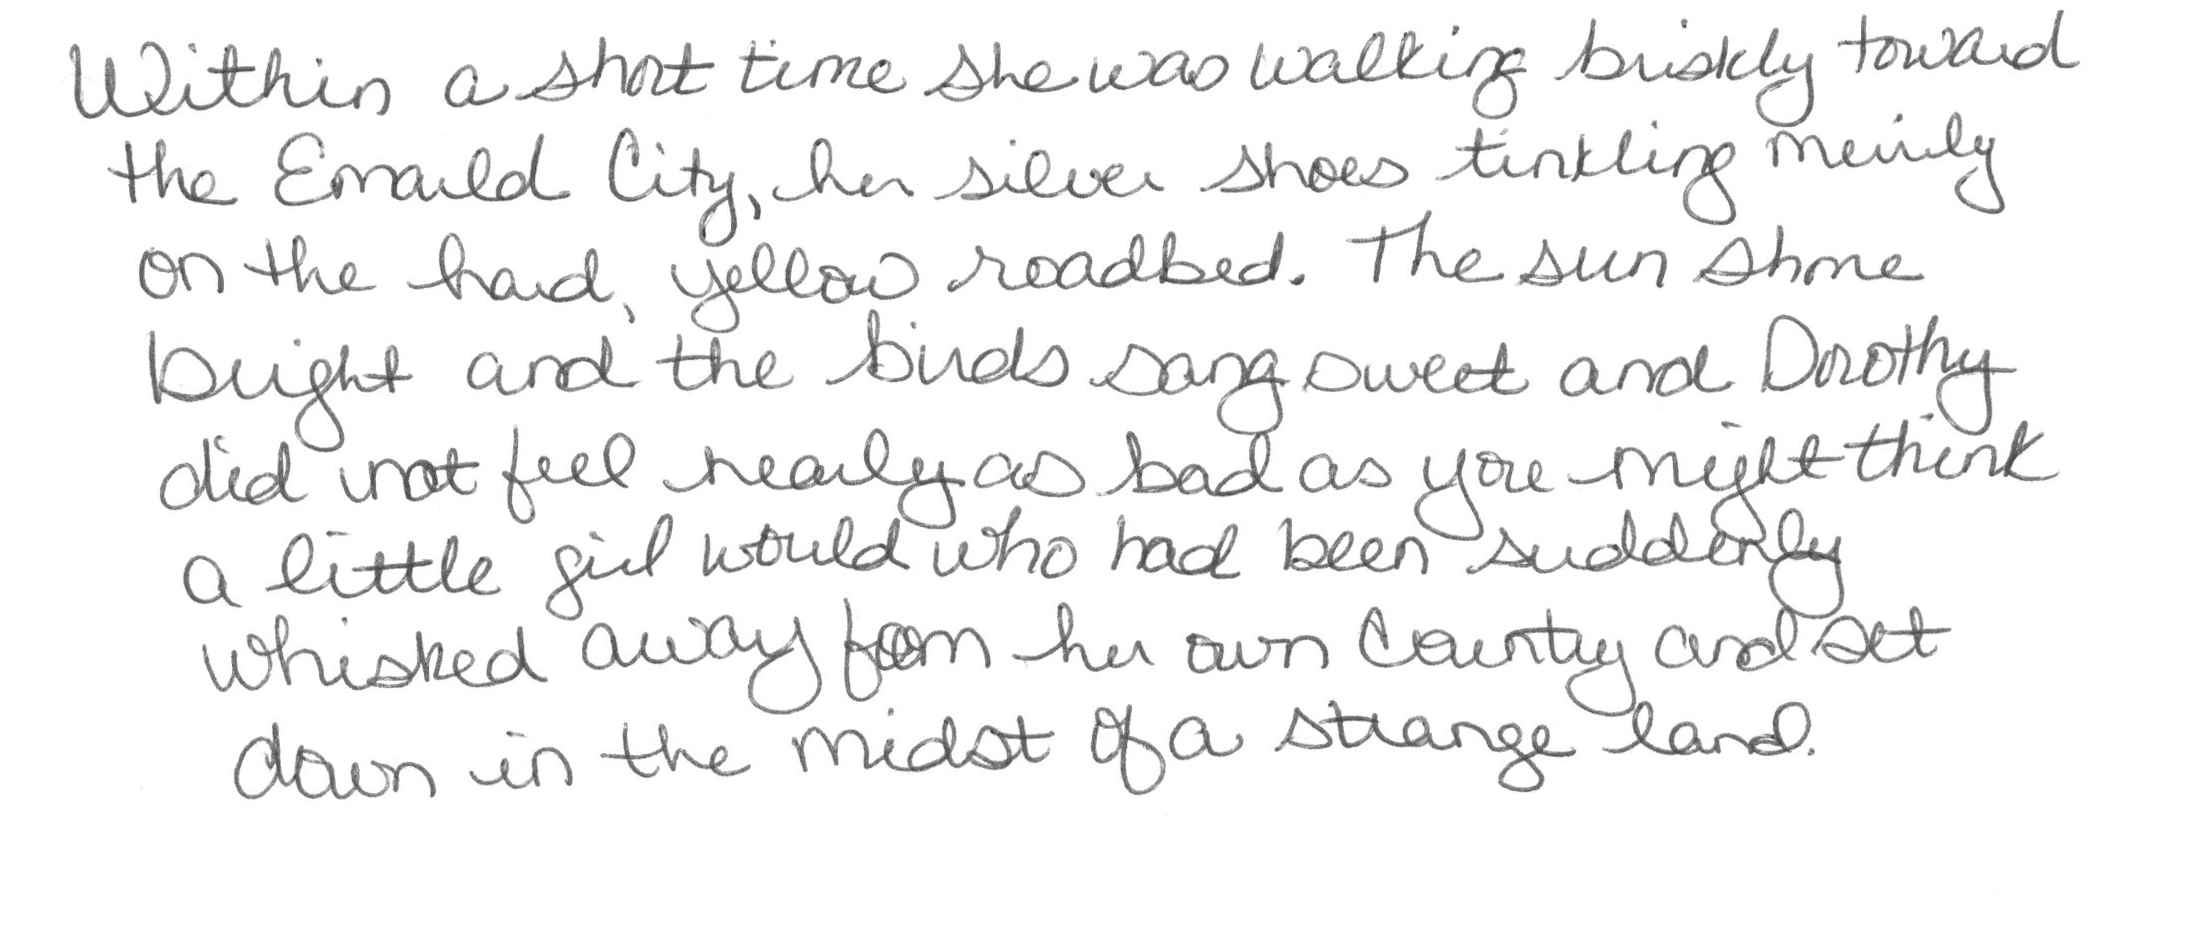 Within a short time she was walking briskly toward
the Emerald City, her silver shoes tinkling merrily
on the hard, yellow roadbed. The sun shone
bright and the birds sang sweet and Dorothy
did not feel nearly as bad as you might think
a little girl would who had been suddenly
whisked away from her own country and set
down in the midst of a strange land.